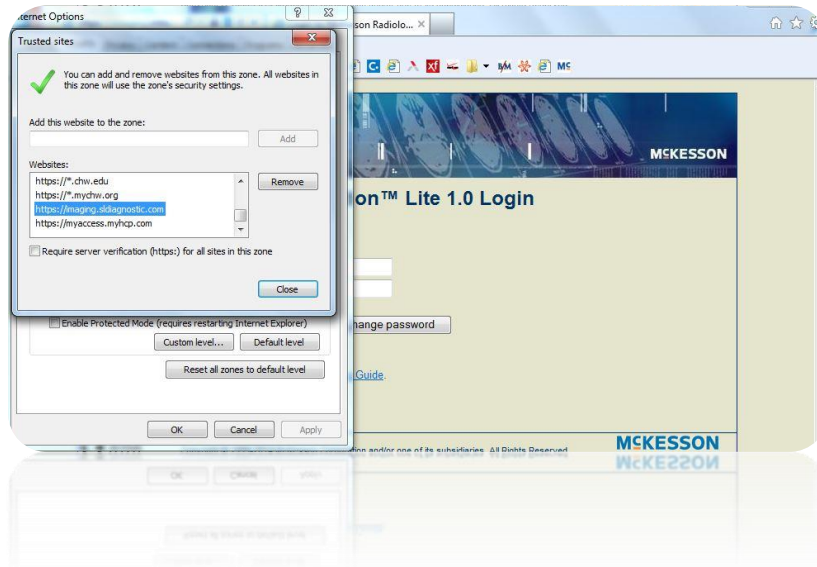 ternet Options
son Radiolo...
Trusted sites
You can add and remove websites from this zone. All websites in
this zone will use the zone's security settings.
Add this website to the zone:
Add
Websites:
https://*.chw.edu
https://*.mychw.org
https://imaging.sldiagnostic.com
https://myaccess.myhcp.com
Remove
Require server verification (https:) for all sites in this zone
Close
Enable Protected Mode (requires restarting Internet Explorer)
Custom level... Default level
Reset all zones to default level
OK Cancel Apply
MCKESSON
on™ Lite 1.0 Login
hange password
Guide.
tion and/or one of its subsidiaries. All Rights Reserved.
MCKESSON